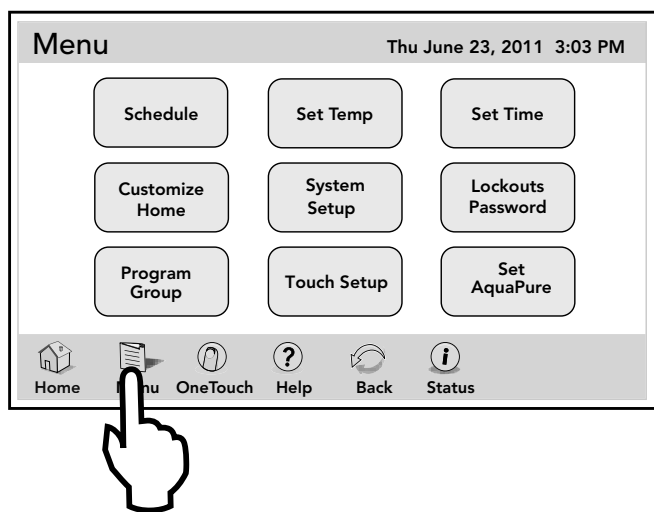 Menu Thu June 23, 2011 3:03 PM
Schedule Set Temp Set Time
Customize System Lockouts
Home Setup Password
Program Touch Setup Set
Group AquaPure
Home Menu OneTouch Help Back Status